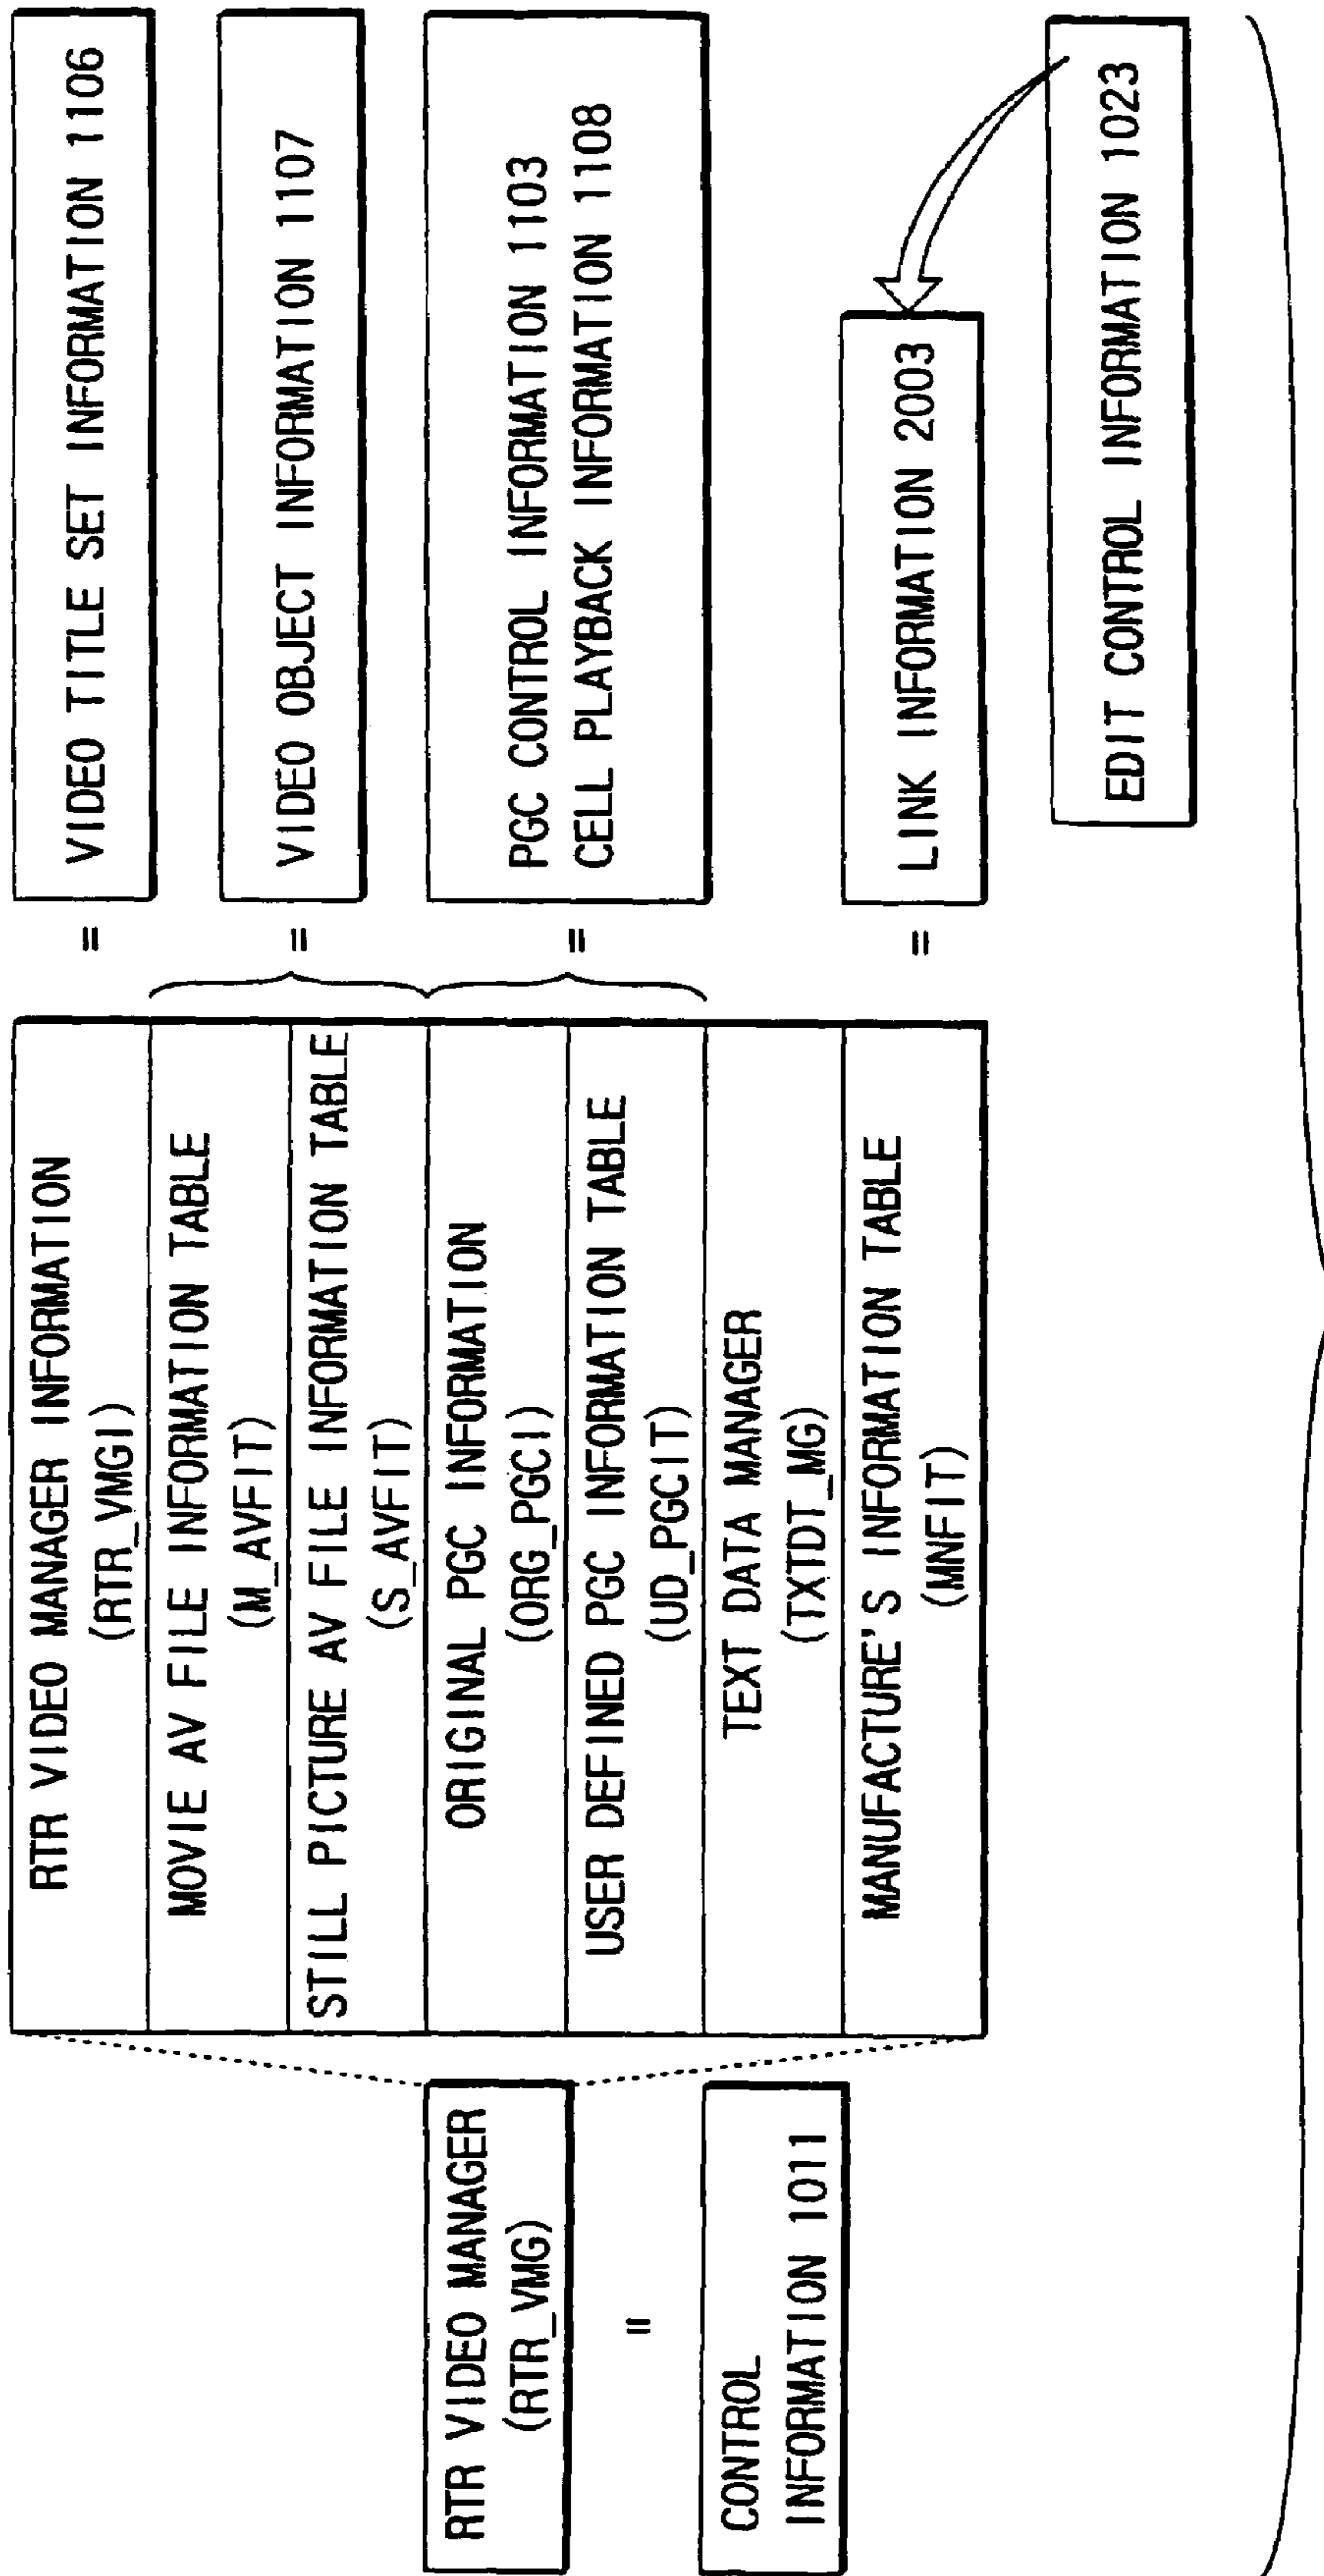 RTR VIDEO MANAGER
(RTR_VMG)
=
CONTROL
INFORMATION 1011
RTR VIDEO MANAGER INFORMATION
(RTR_VMGI)
MOVIE AV FILE INFORMATION TABLE
(M_AVFIT)
STILL PICTURE AV FILE INFORMATION TABLE
(S_AVFIT)
ORIGINAL PGC INFORMATION
(ORG_PGCI)
USER DEFINED PGC INFORMATION TABLE
(UD_PGCIT)
TEXT DATA MANAGER
(TXTDT_MG)
MANUFACTURE'S INFORMATION TABLE
(MNFIT)
=
VIDEO TITLE SET INFORMATION 1106
=
VIDEO OBJECT INFORMATION 1107
=
PGC CONTROL INFORMATION 1103
CELL PLAYBACK INFORMATION 1108
=
LINK INFORMATION 2003
EDIT CONTROL INFORMATION 1023